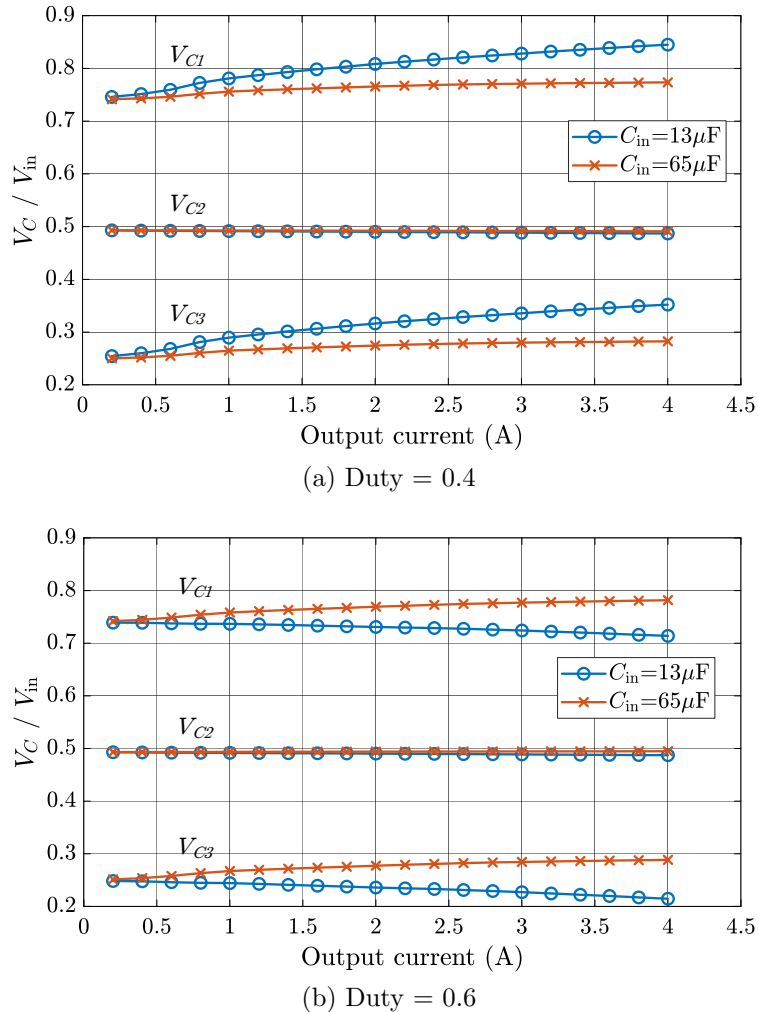 0.9
V_C1
0.8
0.7
C_in=13μF
C_in=65μF
0.6
V_C / V_in
V_C2
0.5
0.4
V_C3
0.3
0.2
0 0.5 1 1.5 2 2.5 3 3.5 4 4.5
Output current (A)
(a) Duty = 0.4
0.9
0.8
V_C1
0.7
C_in=13μF
C_in=65μF
0.6
V_C / V_in
V_C2
0.5
0.4
V_C3
0.3
0.2
0 0.5 1 1.5 2 2.5 3 3.5 4 4.5
Output current (A)
(b) Duty = 0.6